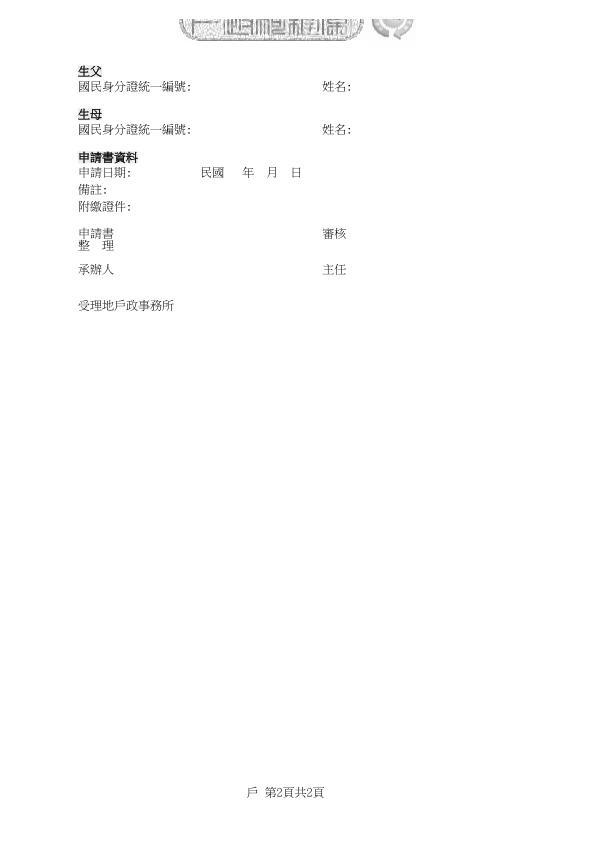 生父
國民身分證統一編號: 姓名:
生母
國民身分證統一編號: 姓名:
申請書資料
申請日期: 民國 年 月 日
備註:
附繳證件:
申請書 審核
整 理
承辦人 主任
受理地戶政事務所
戶 第2頁共2頁